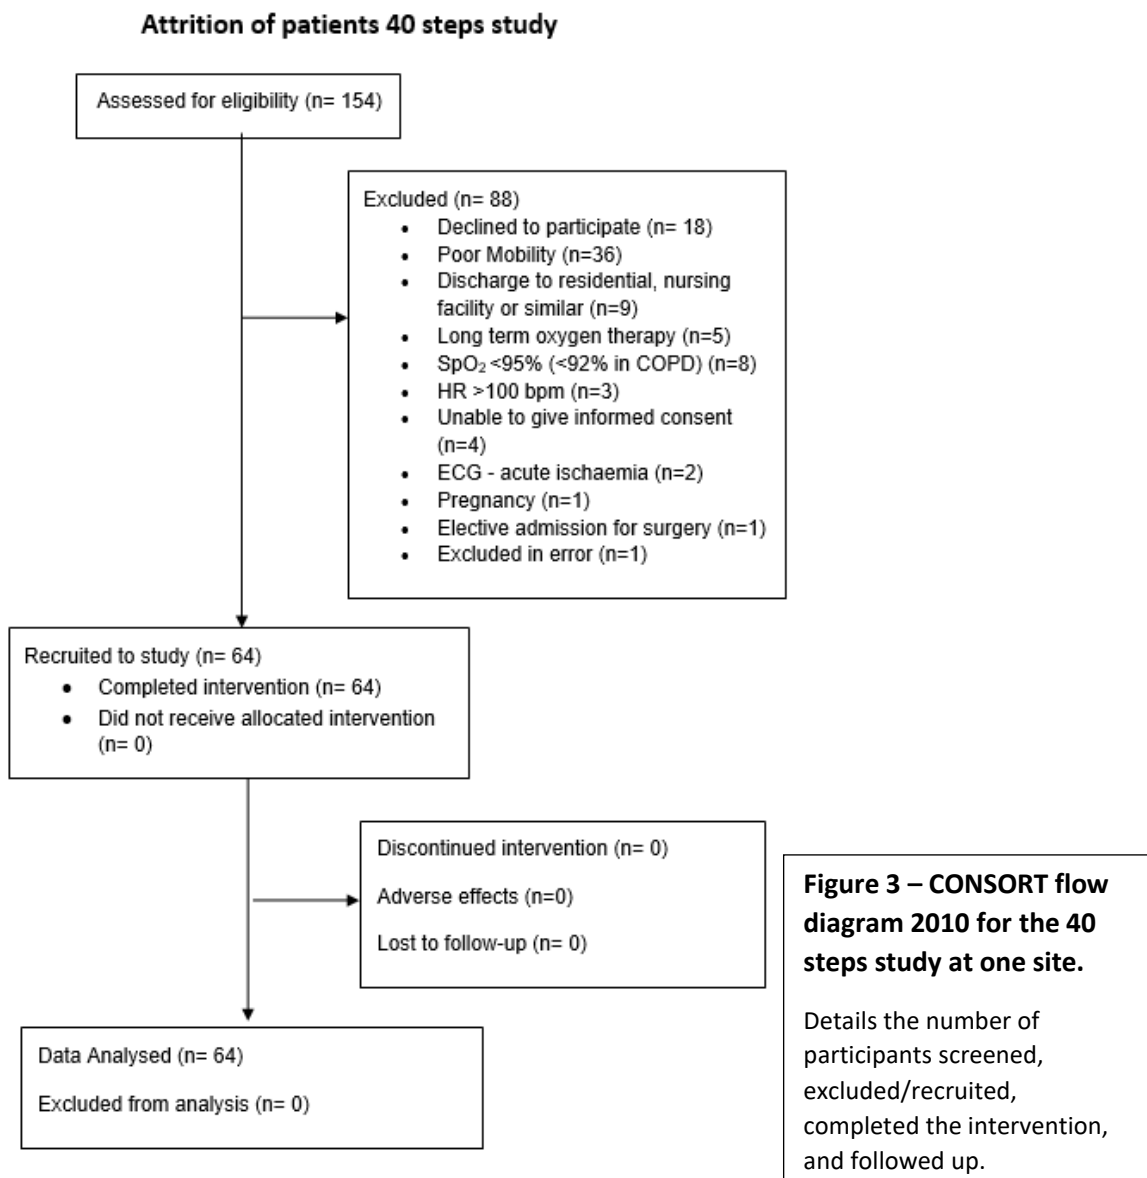 Attrition of patients 40 steps study
Assessed for eligibility (n= 154)
Excluded (n= 88)
• Declined to participate (n= 18)
• Poor Mobility (n=36)
• Discharge to residential, nursing
facility or similar (n=9)
• Long term oxygen therapy (n=5)
• SpO₂ <95% (<92% in COPD) (n=8)
• HR >100 bpm (n=3)
• Unable to give informed consent
(n=4)
• ECG - acute ischaemia (n=2)
• Pregnancy (n=1)
• Elective admission for surgery (n=1)
• Excluded in error (n=1)
Recruited to study (n= 64)
• Completed intervention (n= 64)
• Did not receive allocated intervention
(n= 0)
Discontinued intervention (n= 0)
Adverse effects (n=0)
Lost to follow-up (n= 0)
Data Analysed (n= 64)
Excluded from analysis (n= 0)
Figure 3 – CONSORT flow
diagram 2010 for the 40
steps study at one site.
Details the number of
participants screened,
excluded/recruited,
completed the intervention,
and followed up.